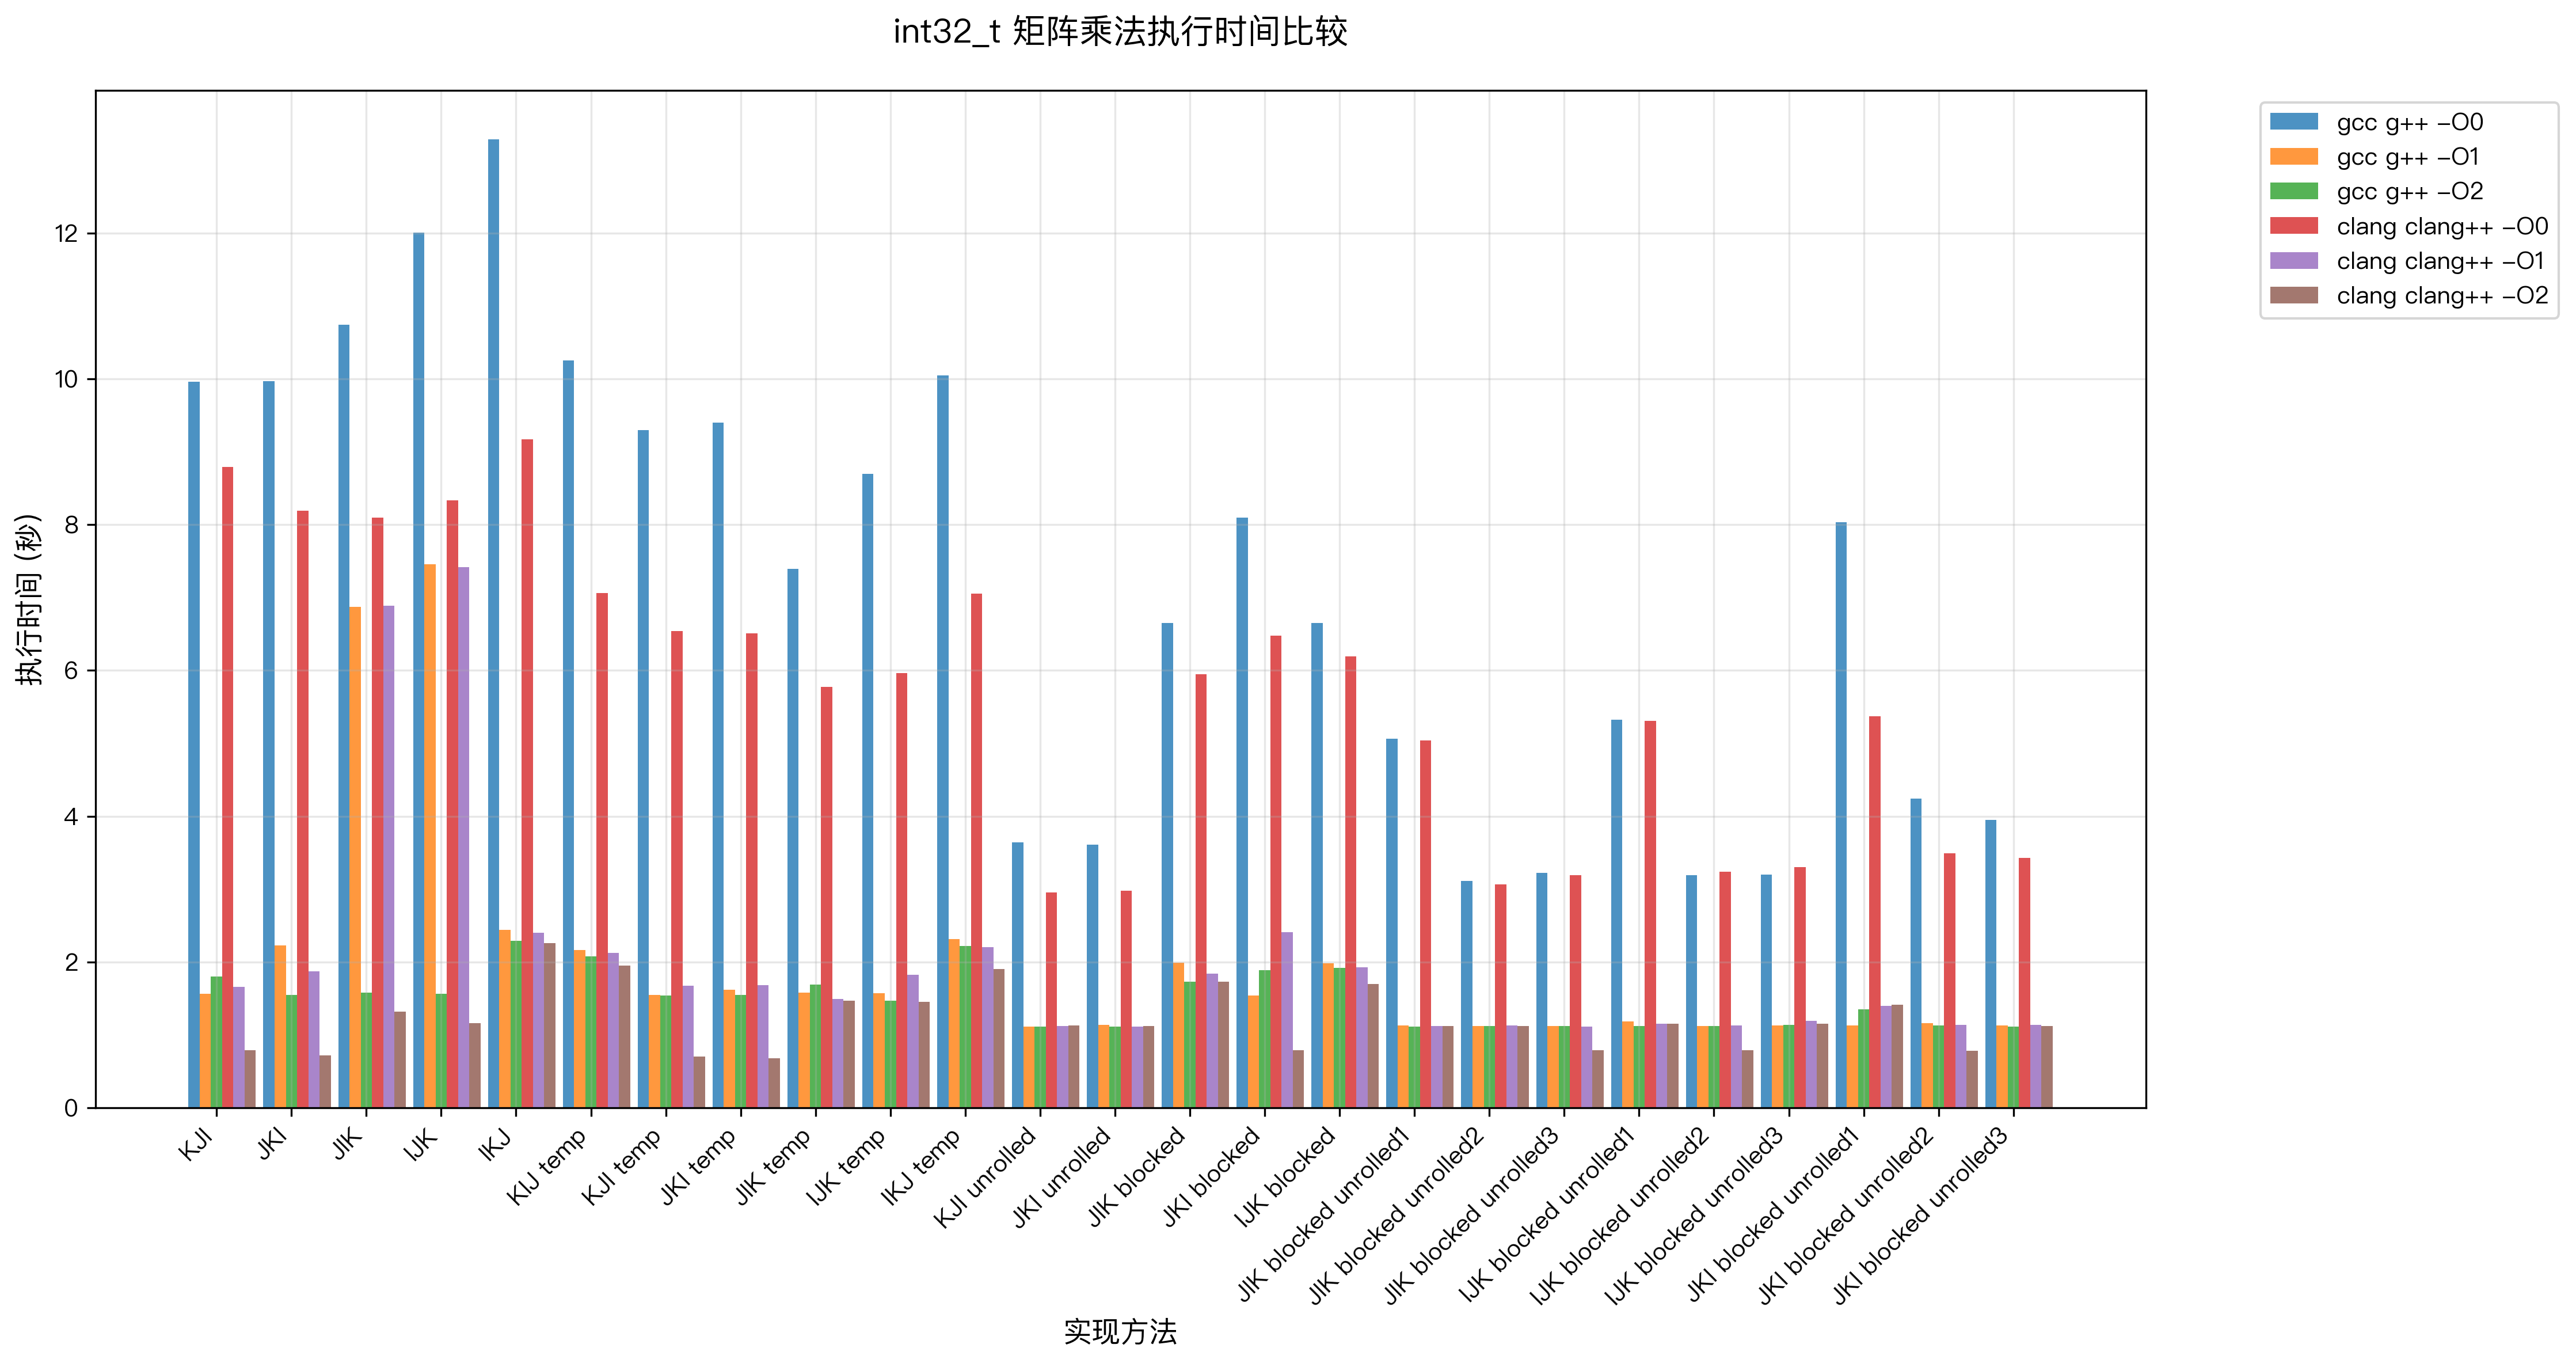 int32_t 矩阵乘法执行时间比较
gcc g++ -O0
gcc g++ -O1
gcc g++ -O2
clang clang++ -O0
clang clang++ -O1
clang clang++ -O2
执行时间 (秒)
12
10
8
6
4
2
0
KJI
JKI
JIK
IJK
IKJ
KIJ temp
KJI temp
JKI temp
JIK temp
IJK temp
IKJ temp
KJI unrolled
JKI unrolled
JIK blocked
JKI blocked
IJK blocked
JIK blocked unrolled1
JIK blocked unrolled2
JIK blocked unrolled3
IJK blocked unrolled1
IJK blocked unrolled2
IJK blocked unrolled3
JKI blocked unrolled1
JKI blocked unrolled2
JKI blocked unrolled3
实现方法